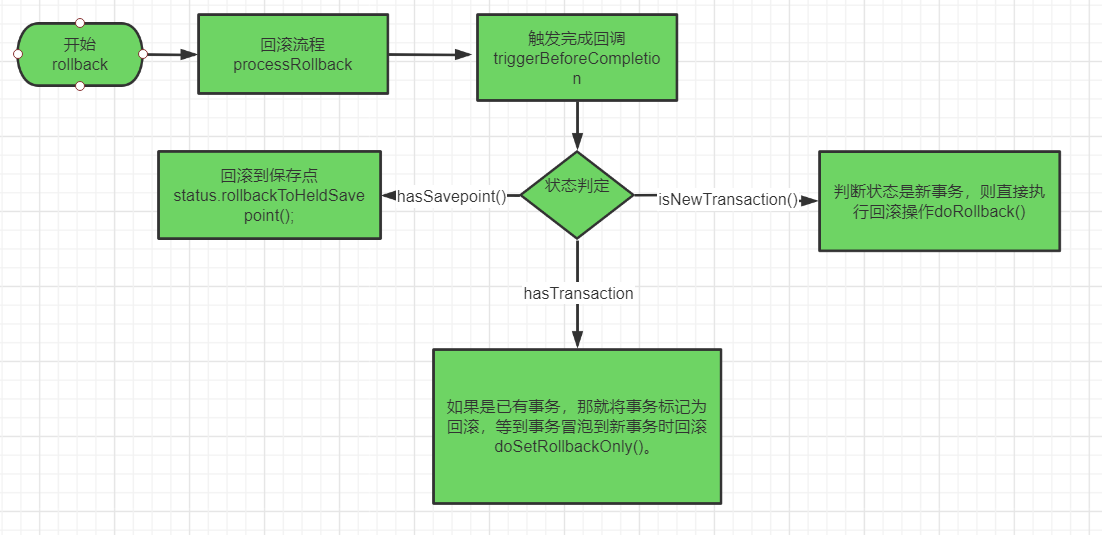 开始
rollback
回滚流程
processRollback
触发完成回调
triggerBeforeCompletio
n
回滚到保存点
status.rollbackToHeldSave
point();
hasSavepoint()
状态判定
isNewTransaction()
判断状态是新事务，则直接执
行回滚操作doRollback()
hasTransaction
如果是已有事务，那就将事务标记为
回滚，等到事务冒泡到新事务时回滚
doSetRollbackOnly()。